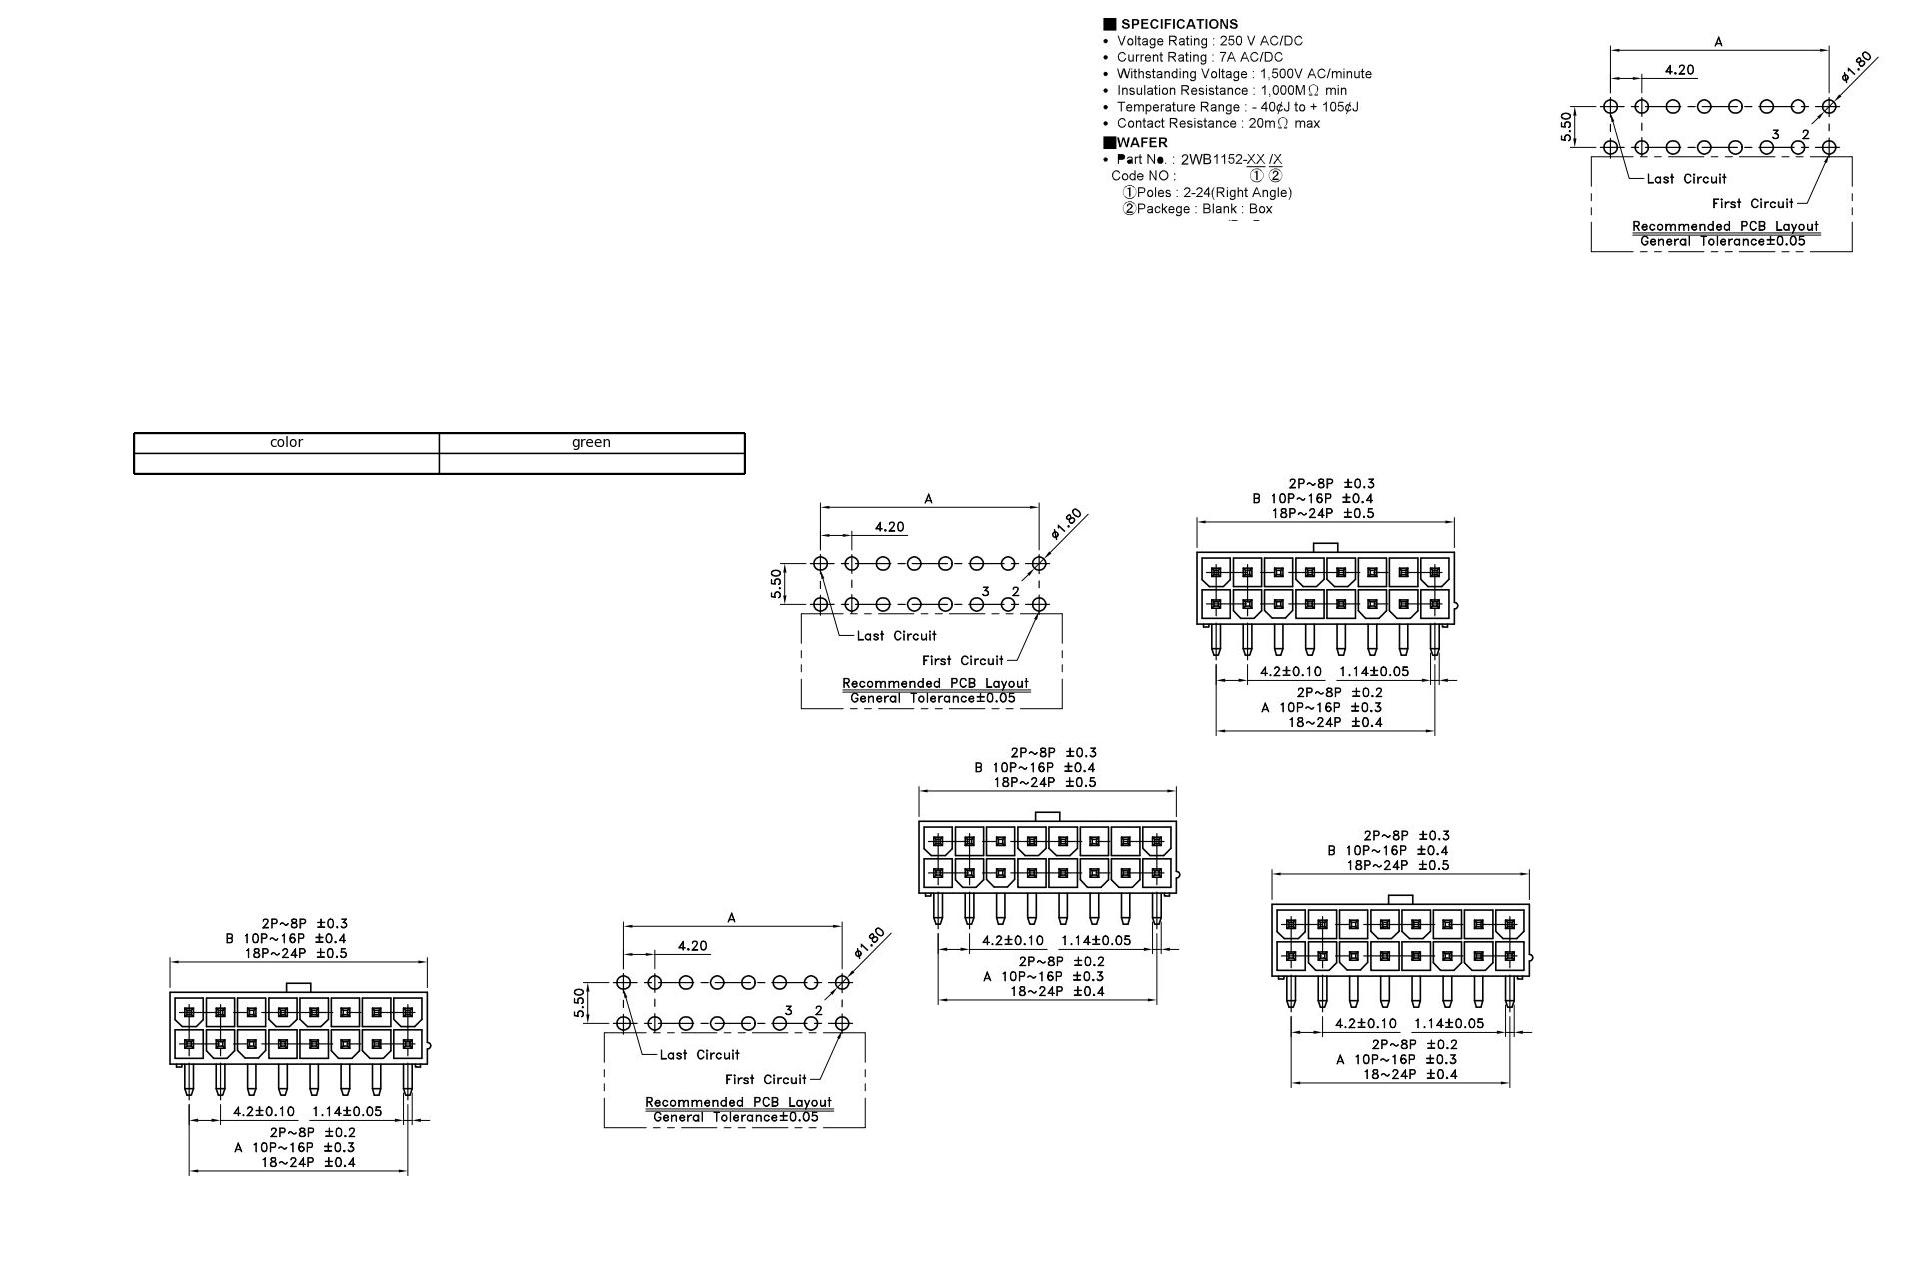 ■ SPECIFICATIONS
• Voltage Rating : 250 V AC/DC
• Current Rating : 7A AC/DC
• Withstanding Voltage : 1,500V AC/minute
• Insulation Resistance : 1,000MΩ min
• Temperature Range : - 40¢J to + 105¢J
• Contact Resistance : 20mΩ max
■WAFER
• Part No. : 2WB1152-XX /X
Code NO : ① ②
①Poles : 2-24(Right Angle)
②Packege : Blank : Box
A
4.20
ø1.80
5.50
3 2
Last Circuit
First Circuit
Recommended PCB Layout
General Tolerance±0.05
color green
A
4.20
ø1.80
5.50
3 2
Last Circuit
First Circuit
Recommended PCB Layout
General Tolerance±0.05
2P~8P ±0.3
B 10P~16P ±0.4
18P~24P ±0.5
4.2±0.10 1.14±0.05
2P~8P ±0.2
A 10P~16P ±0.3
18~24P ±0.4
2P~8P ±0.3
B 10P~16P ±0.4
18P~24P ±0.5
4.2±0.10 1.14±0.05
2P~8P ±0.2
A 10P~16P ±0.3
18~24P ±0.4
2P~8P ±0.3
B 10P~16P ±0.4
18P~24P ±0.5
4.2±0.10 1.14±0.05
2P~8P ±0.2
A 10P~16P ±0.3
18~24P ±0.4
2P~8P ±0.3
B 10P~16P ±0.4
18P~24P ±0.5
4.2±0.10 1.14±0.05
2P~8P ±0.2
A 10P~16P ±0.3
18~24P ±0.4
A
4.20
ø1.80
5.50
3 2
Last Circuit
First Circuit
Recommended PCB Layout
General Tolerance±0.05